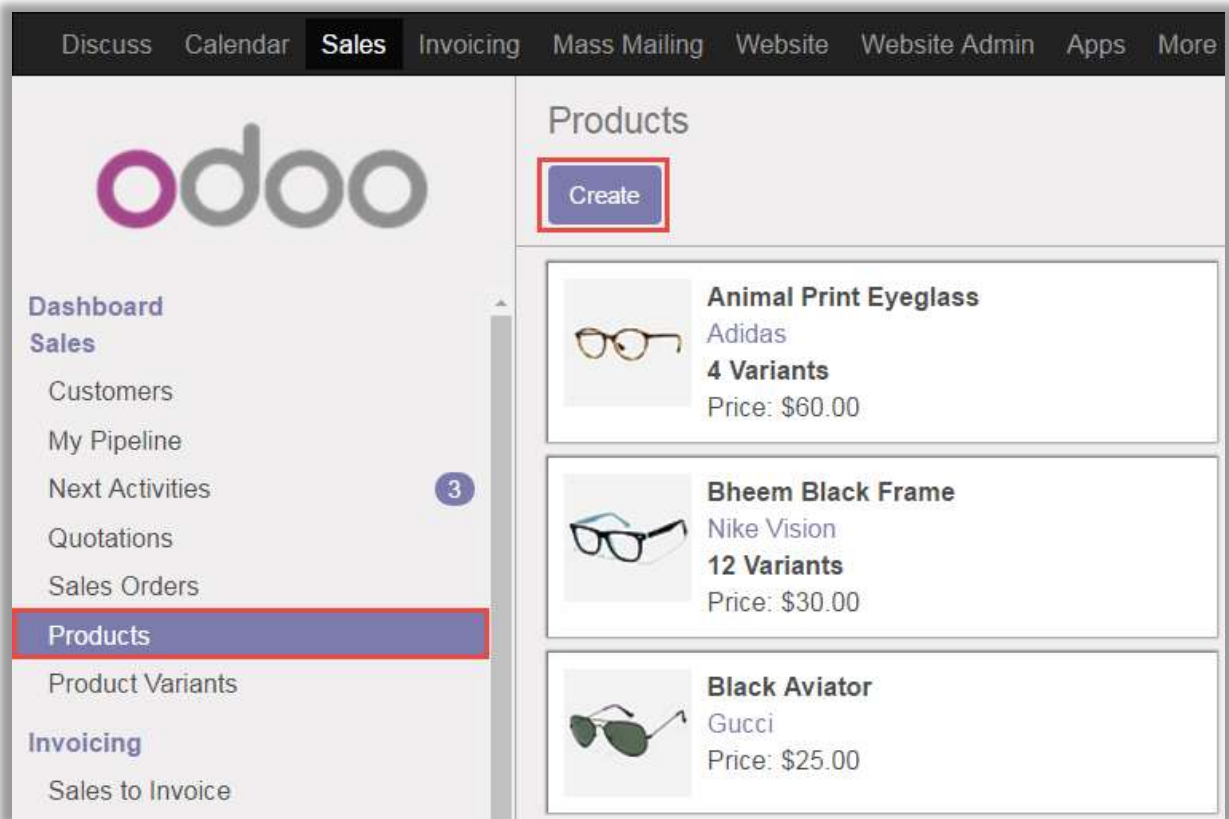 Discuss Calendar Sales Invoicing Mass Mailing Website Website Admin Apps More
odoo
Dashboard
Sales
Customers
My Pipeline
Next Activities 3
Quotations
Sales Orders
Products
Product Variants
Invoicing
Sales to Invoice
Products
Create
Animal Print Eyeglass
Adidas
4 Variants
Price: $60.00
Bheem Black Frame
Nike Vision
12 Variants
Price: $30.00
Black Aviator
Gucci
Price: $25.00